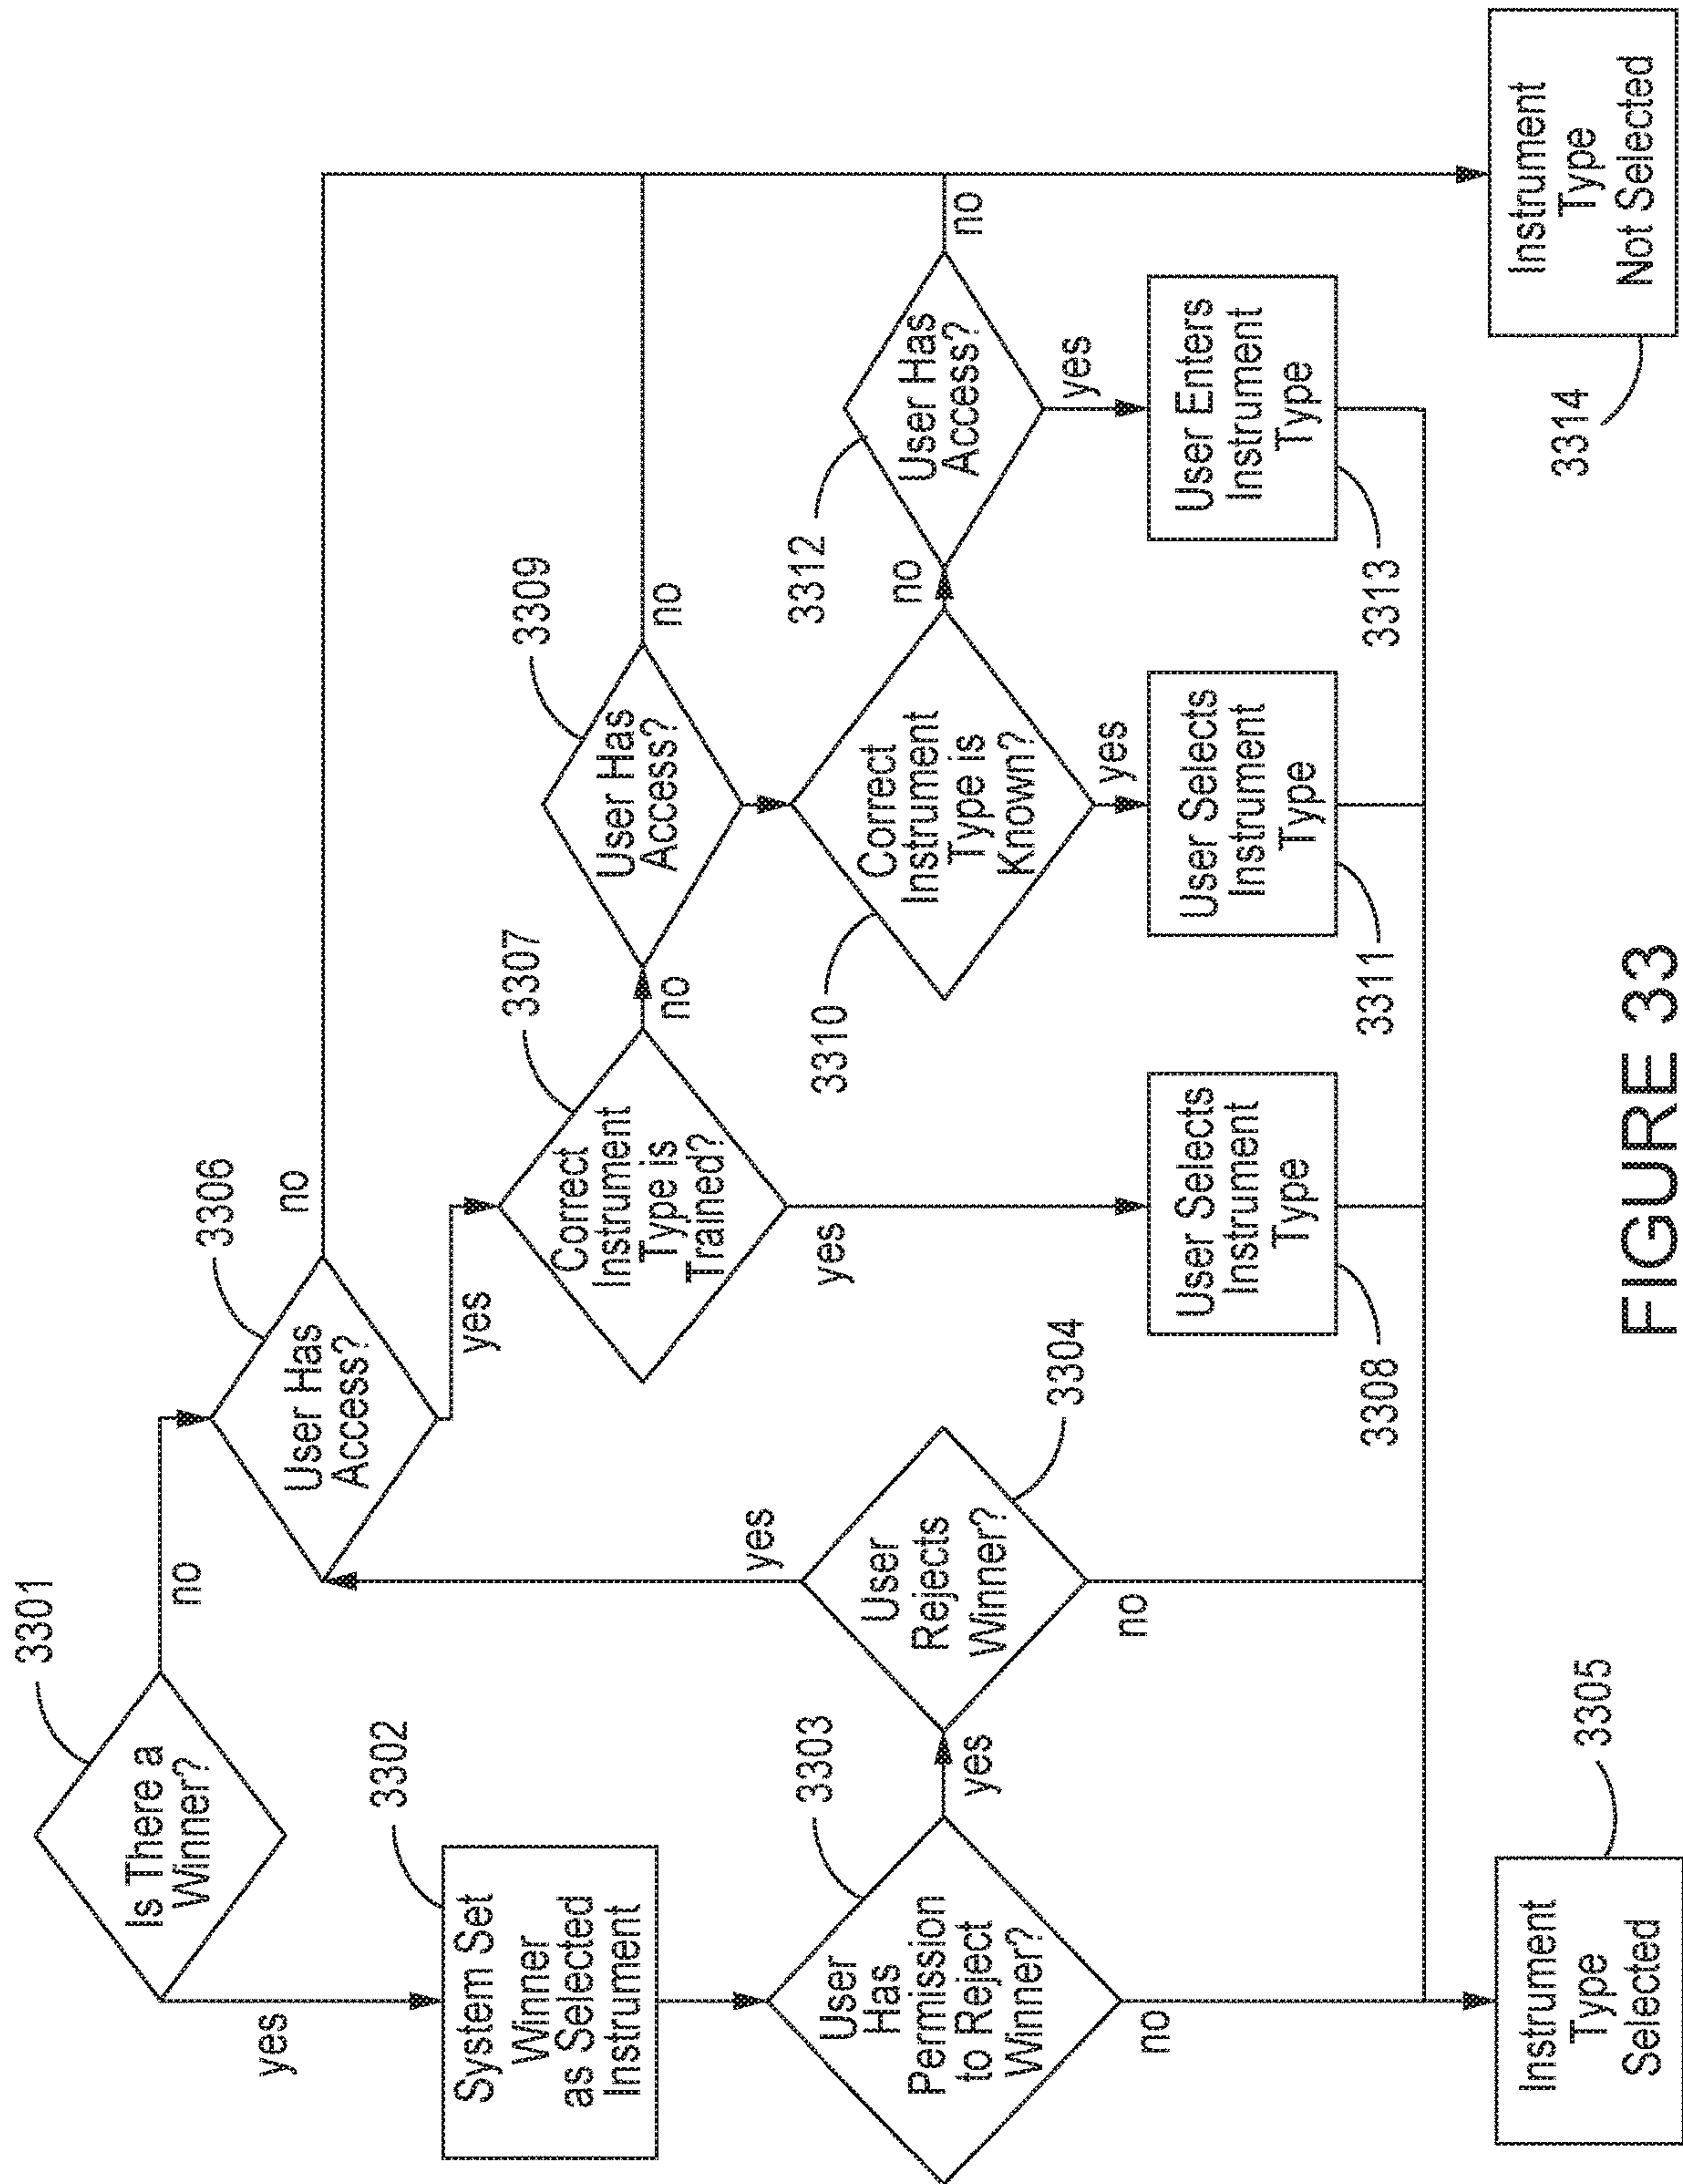 3301
Is There a
Winner?
yes
no
3302
System Set
Winner
as Selected
Instrument
3303
User
Has
Permission
to Reject
Winner?
yes
no
3304
User
Rejects
Winner?
yes
no
3305
Instrument
Type
Selected
3306
User Has
Access?
no
yes
3307
Correct
Instrument
Type is
Trained?
no
yes
3308
User Selects
Instrument
Type
3309
User Has
Access?
no
3310
Correct
Instrument
Type is
Known?
no
yes
3311
User Selects
Instrument
Type
3312
User Has
Access?
no
yes
3313
User Enters
Instrument
Type
3314
Instrument
Type
Not Selected
FIGURE 33